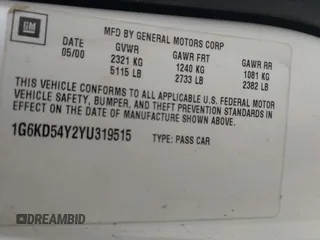 GM
MFD BY GENERAL MOTORS CORP
DATE GVWR GAWR FRT GAWR RR
05/00 2321 KG 1240 KG 1081 KG
5115 LB 2733 LB 2382 LB
THIS VEHICLE CONFORMS TO ALL APPLICABLE U.S. FEDERAL MOTOR
VEHICLE SAFETY, BUMPER, AND THEFT PREVENTION STANDARDS IN
EFFECT ON THE DATE OF MANUFACTURE SHOWN ABOVE.
1G6KD54Y2YU319515
TYPE: PASS CAR
DREAMBID